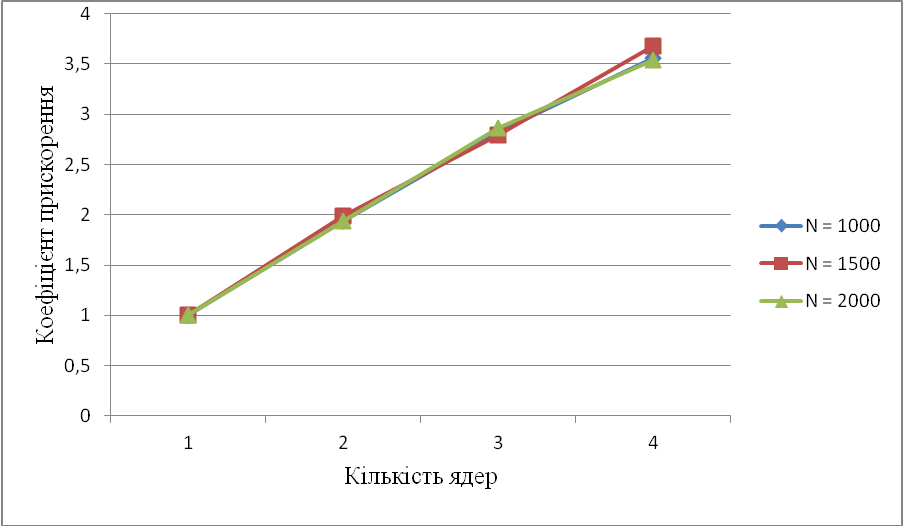 4
3,5
3
2,5
2
1,5
1
0,5
0
Коефіцієнт прискорення
1 2 3 4
Кількість ядер
N = 1000
N = 1500
N = 2000